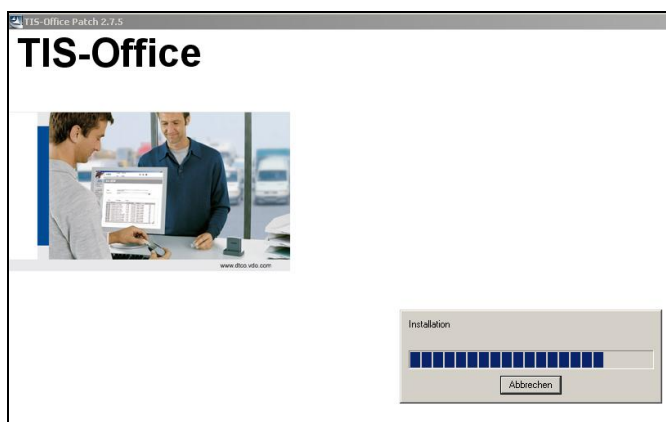 TIS-Office Patch 2.7.5
TIS-Office
www.dtco.vdo.com
Installation
Abbrechen